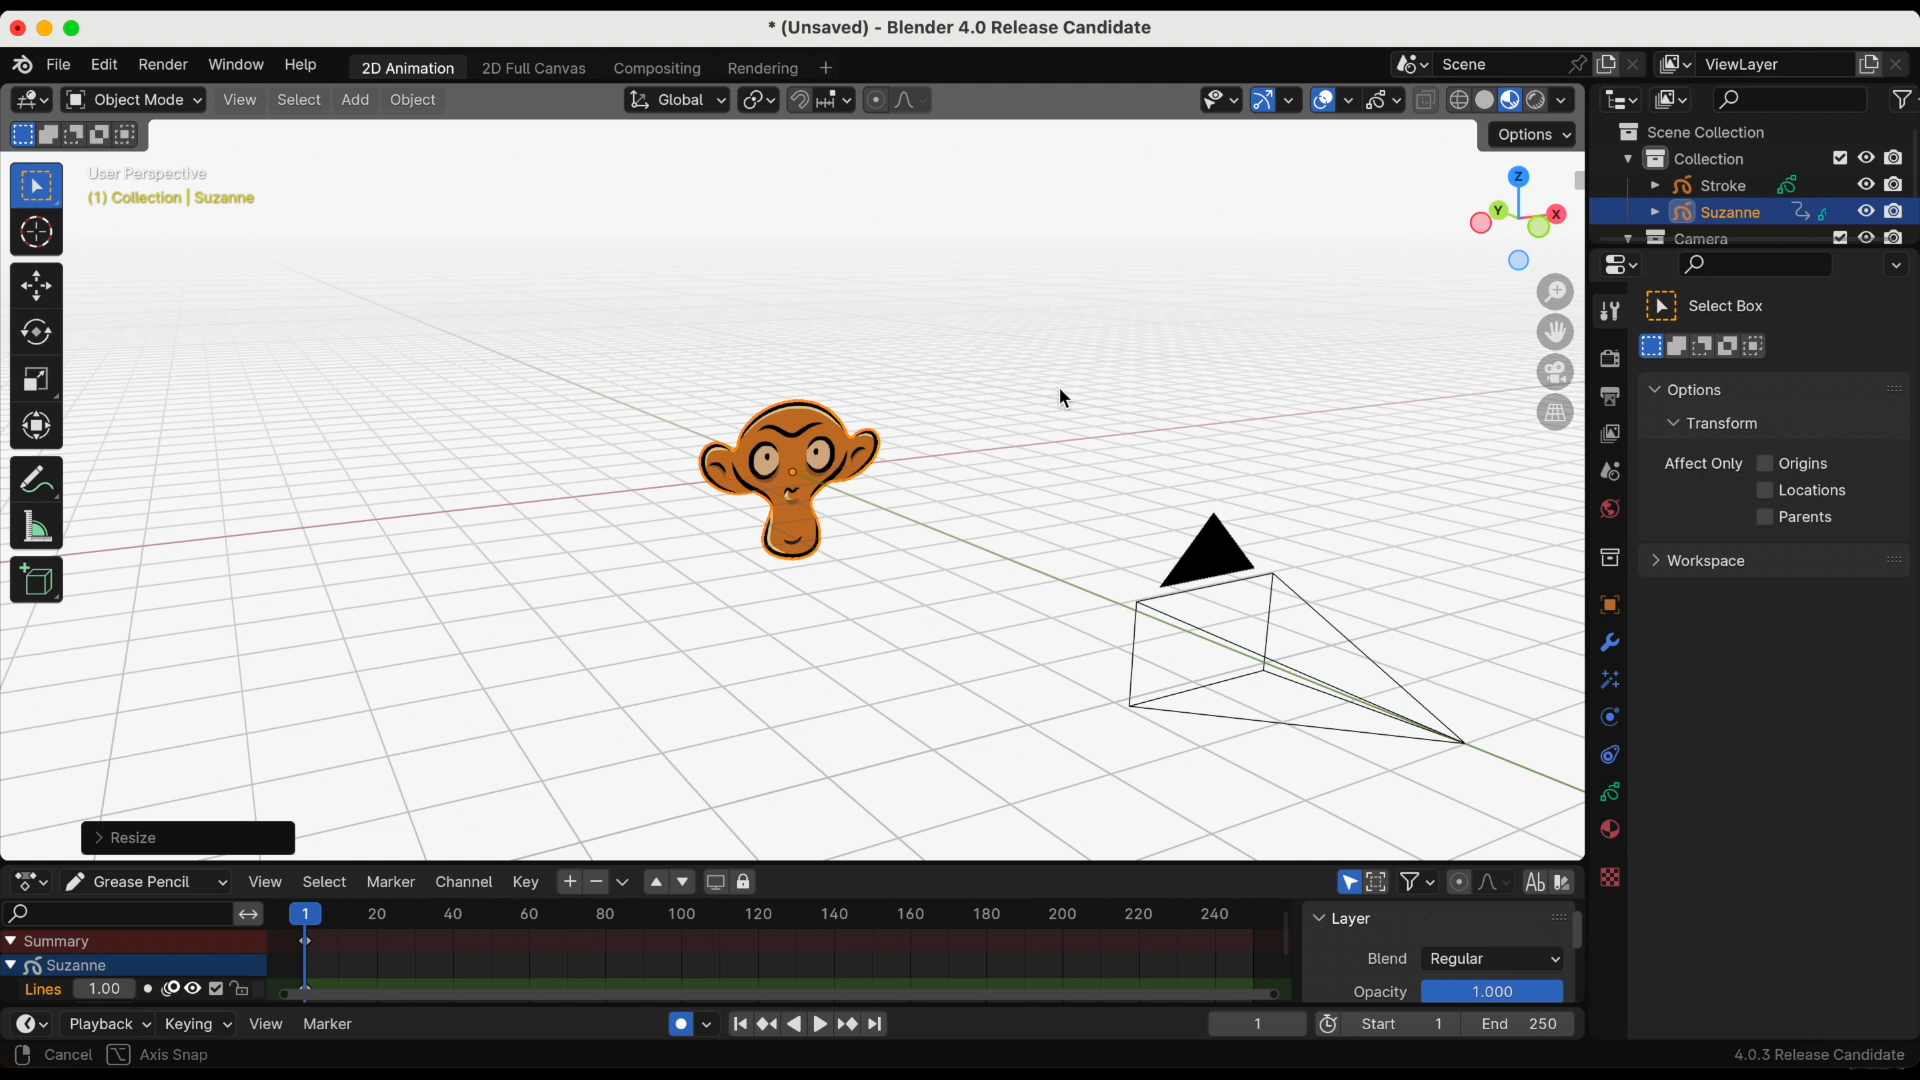 * (Unsaved) - Blender 4.0 Release Candidate
File Edit Render Window Help 2D Animation 2D Full Canvas Compositing Rendering + Scene ViewLayer
Object Mode View Select Add Object Global
Options
User Perspective
(1) Collection | Suzanne
Z
Y
X
Resize
Scene Collection
Collection
Stroke
Suzanne
Camera
Select Box
Options
Transform
Affect Only Origins
Locations
Parents
Workspace
Grease Pencil View Select Marker Channel Key
1 20 40 60 80 100 120 140 160 180 200 220 240
Summary
Suzanne
Lines 1.00
Layer
Blend Regular
Opacity 1.000
Playback Keying View Marker 1 Start 1 End 250
Cancel Axis Snap 4.0.3 Release Candidate